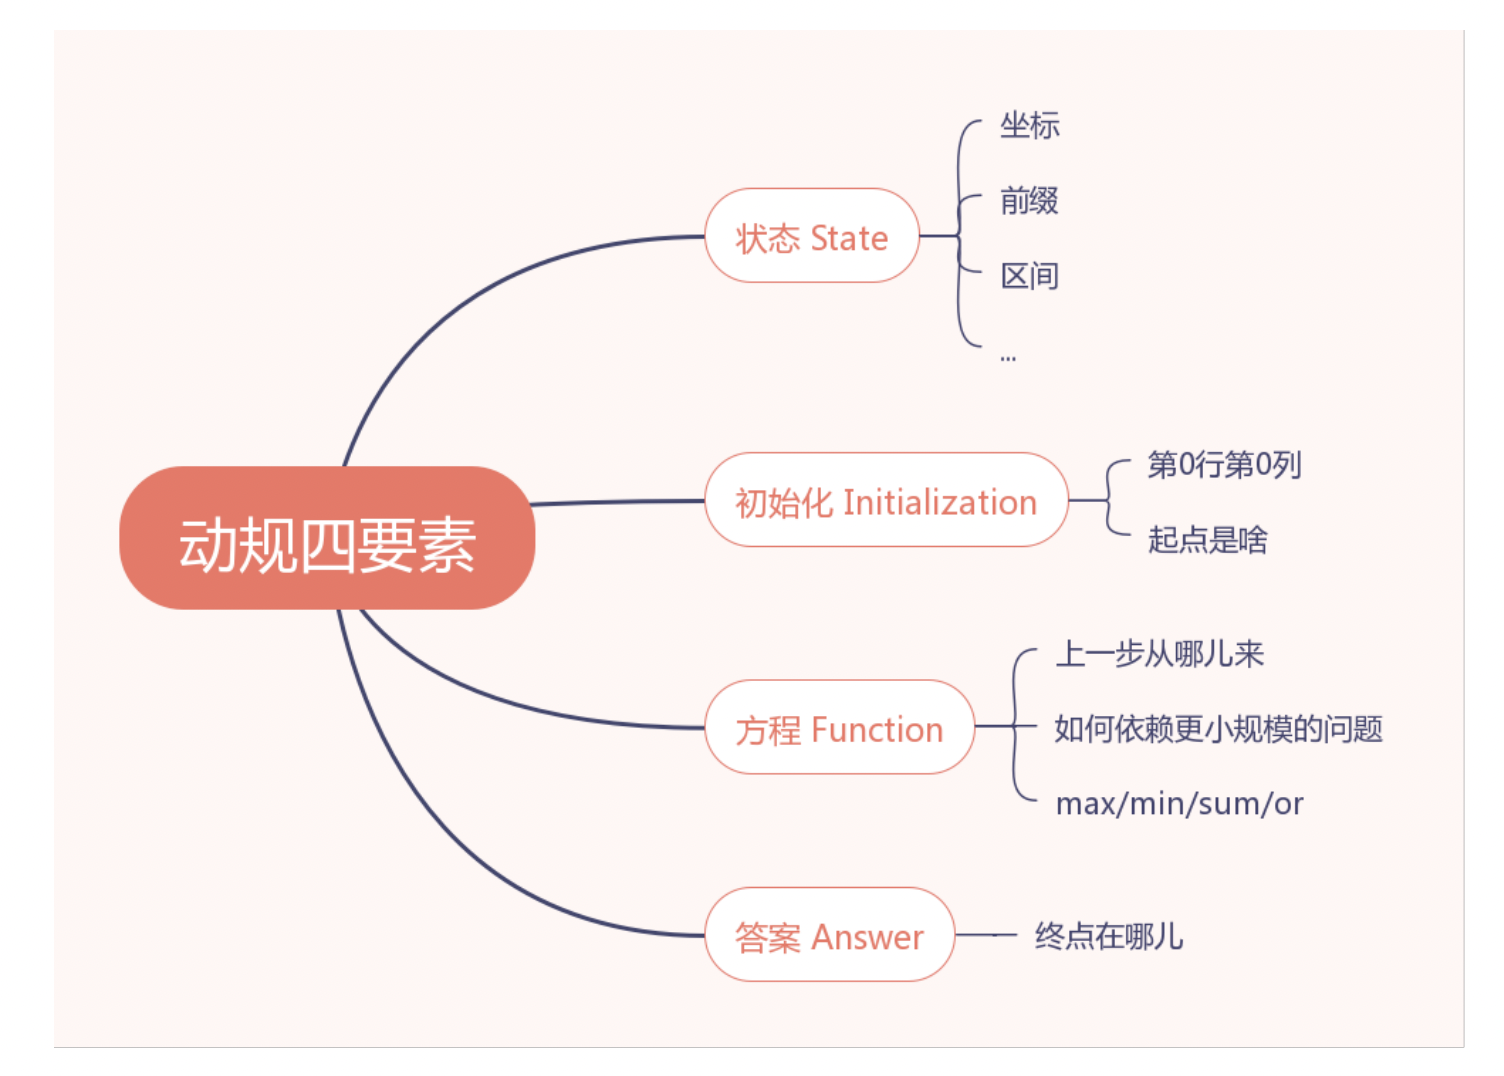 动规四要素
状态 State
坐标
前缀
区间
...
初始化 Initialization
第0行第0列
起点是啥
方程 Function
上一步从哪儿来
如何依赖更小规模的问题
max/min/sum/or
答案 Answer
终点在哪儿